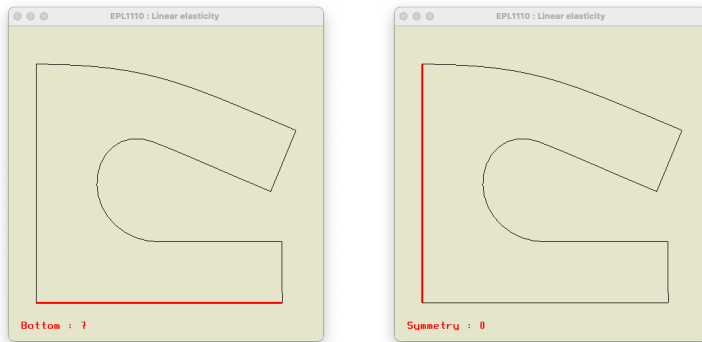 EPL1110 : Linear elasticity
Bottom : 7
EPL1110 : Linear elasticity
Symmetry : 0